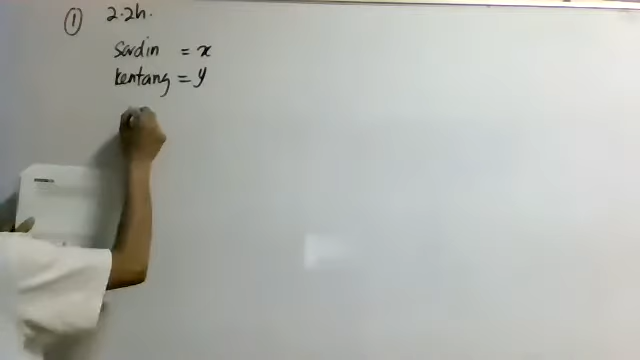 ① 2.2h.
Sardin = x
kentang = y